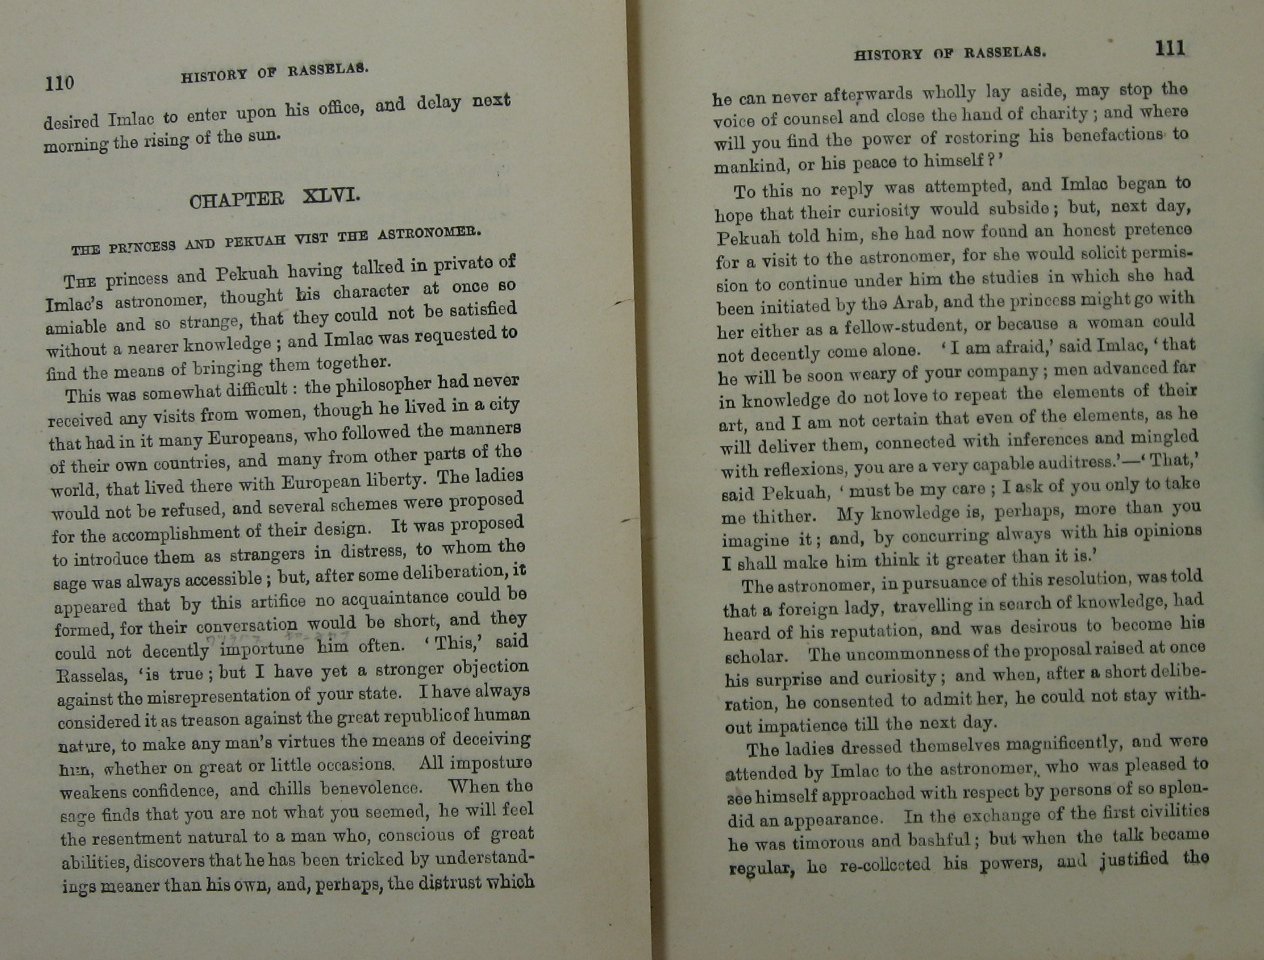 110
HISTORY OF RASSELAS.
desired Imlac to enter upon his office, and delay next
morning the rising of the sun.
CHAPTER XLVI.
THE PRINCESS AND PEKUAH VIST THE ASTRONOMER.
THE princess and Pekuah having talked in private of
Imlac's astronomer, thought his character at once so
amiable and so strange, that they could not be satisfied
without a nearer knowledge; and Imlac was requested to
find the means of bringing them together.
This was somewhat difficult: the philosopher had never
received any visits from women, though he lived in a city
that had in it many Europeans, who followed the manners
of their own countries, and many from other parts of the
world, that lived there with European liberty. The ladies
would not be refused, and several schemes were proposed
for the accomplishment of their design. It was proposed
to introduce them as strangers in distress, to whom the
sage was always accessible; but, after some deliberation, it
appeared that by this artifice no acquaintance could be
formed, for their conversation would be short, and they
could not decently importune him often. 'This,' said
Rasselas, 'is true; but I have yet a stronger objection
against the misrepresentation of your state. I have always
considered it as treason against the great republic of human
nature, to make any man's virtues the means of deceiving
him, whether on great or little occasions. All imposture
weakens confidence, and chills benevolence. When the
sage finds that you are not what you seemed, he will feel
the resentment natural to a man who, conscious of great
abilities, discovers that he has been tricked by understand-
ings meaner than his own, and, perhaps, the distrust which
HISTORY OF RASSELAS.
111
he can never afterwards wholly lay aside, may stop the
voice of counsel and close the hand of charity; and where
will you find the power of restoring his benefactions to
mankind, or his peace to himself?'
To this no reply was attempted, and Imlac began to
hope that their curiosity would subside; but, next day,
Pekuah told him, she had now found an honest pretence
for a visit to the astronomer, for she would solicit permis-
sion to continue under him the studies in which she had
been initiated by the Arab, and the princess might go with
her either as a fellow-student, or because a woman could
not decently come alone. 'I am afraid,' said Imlac, 'that
he will be soon weary of your company; men advanced far
in knowledge do not love to repeat the elements of their
art, and I am not certain that even of the elements, as he
will deliver them, connected with inferences and mingled
with reflexions, you are a very capable auditress.'—'That,'
said Pekuah, 'must be my care; I ask of you only to take
me thither. My knowledge is, perhaps, more than you
imagine it; and, by concurring always with his opinions
I shall make him think it greater than it is.'
The astronomer, in pursuance of this resolution, was told
that a foreign lady, travelling in search of knowledge, had
heard of his reputation, and was desirous to become his
scholar. The uncommonness of the proposal raised at once
his surprise and curiosity; and when, after a short delibe-
ration, he consented to admit her, he could not stay with-
out impatience till the next day.
The ladies dressed themselves magnificently, and were
attended by Imlac to the astronomer, who was pleased to
see himself approached with respect by persons of so splen-
did an appearance. In the exchange of the first civilities
he was timorous and bashful; but when the talk became
regular, he re-collected his powers, and justified the